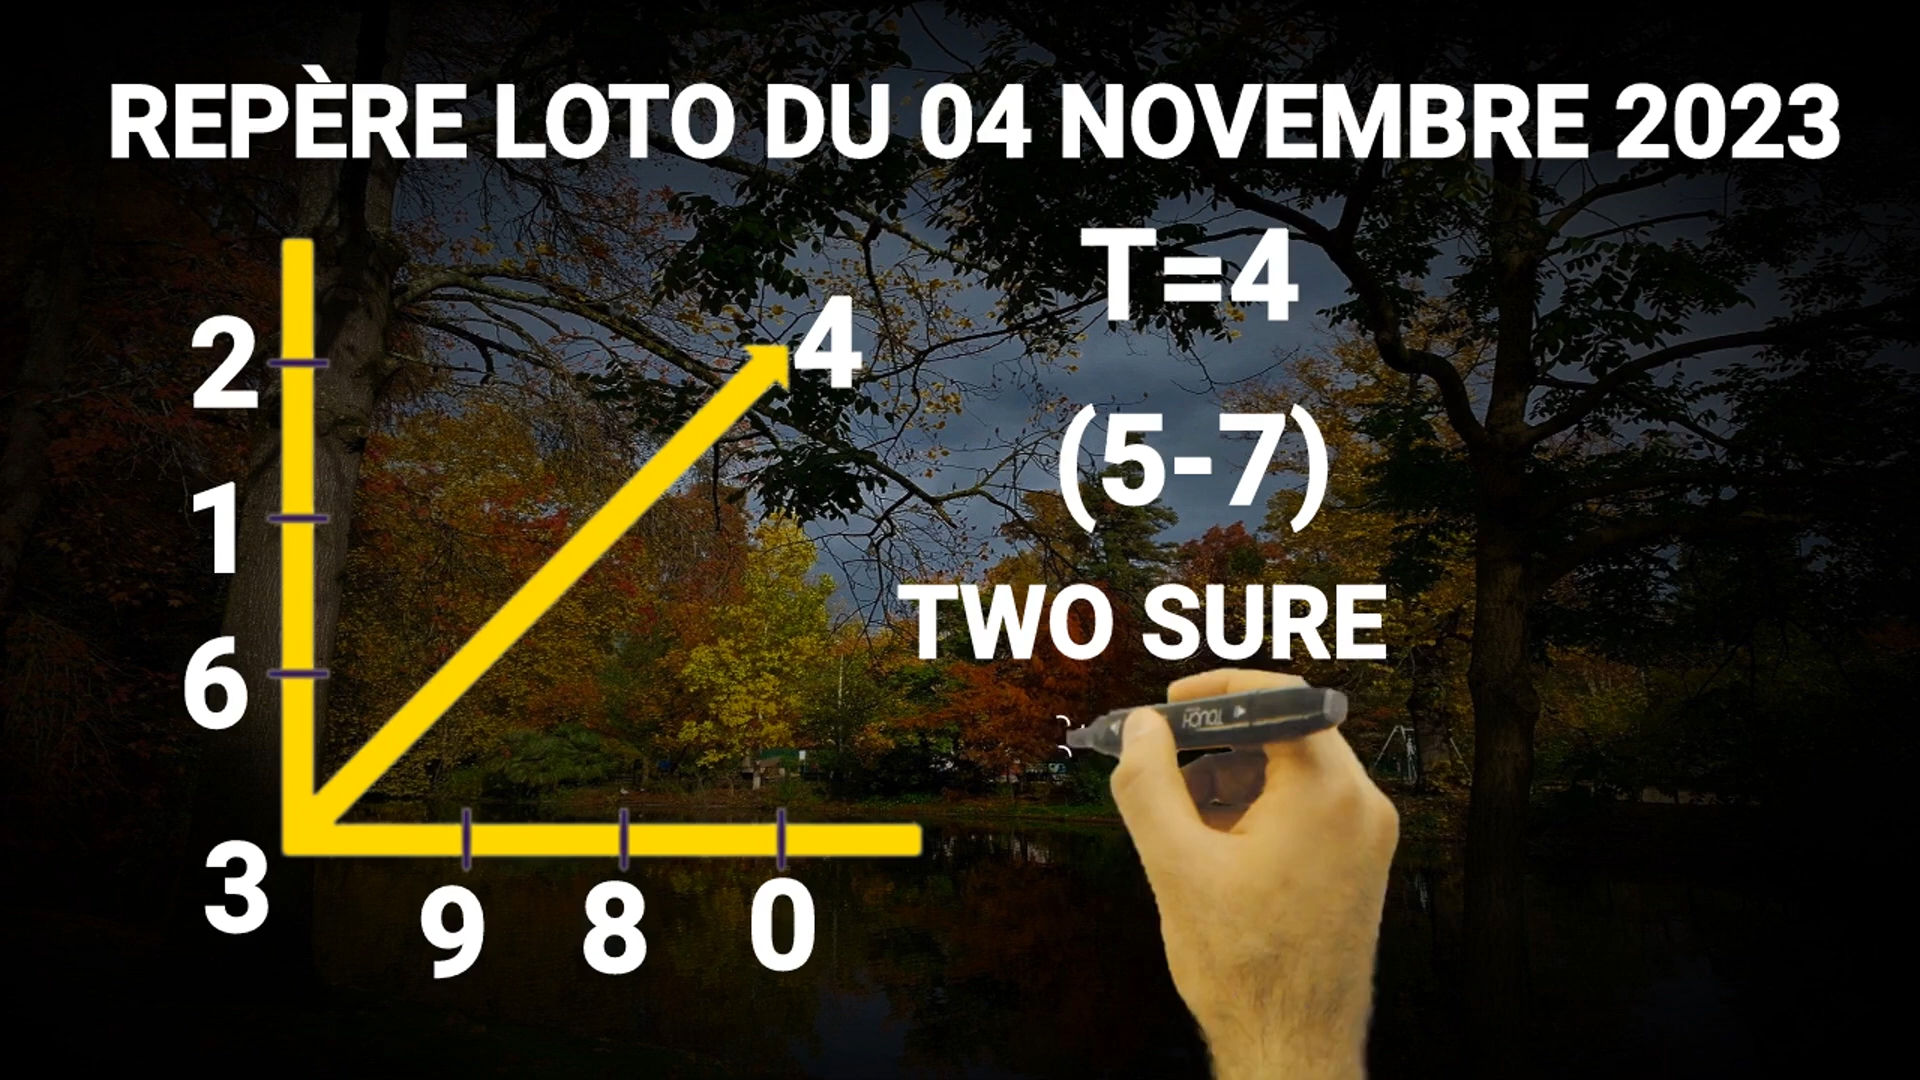 REPÈRE LOTO DU 04 NOVEMBRE 2023
T=4
(5-7)
TWO SURE
2
1
6
3
4
9 8 0
TOUCH